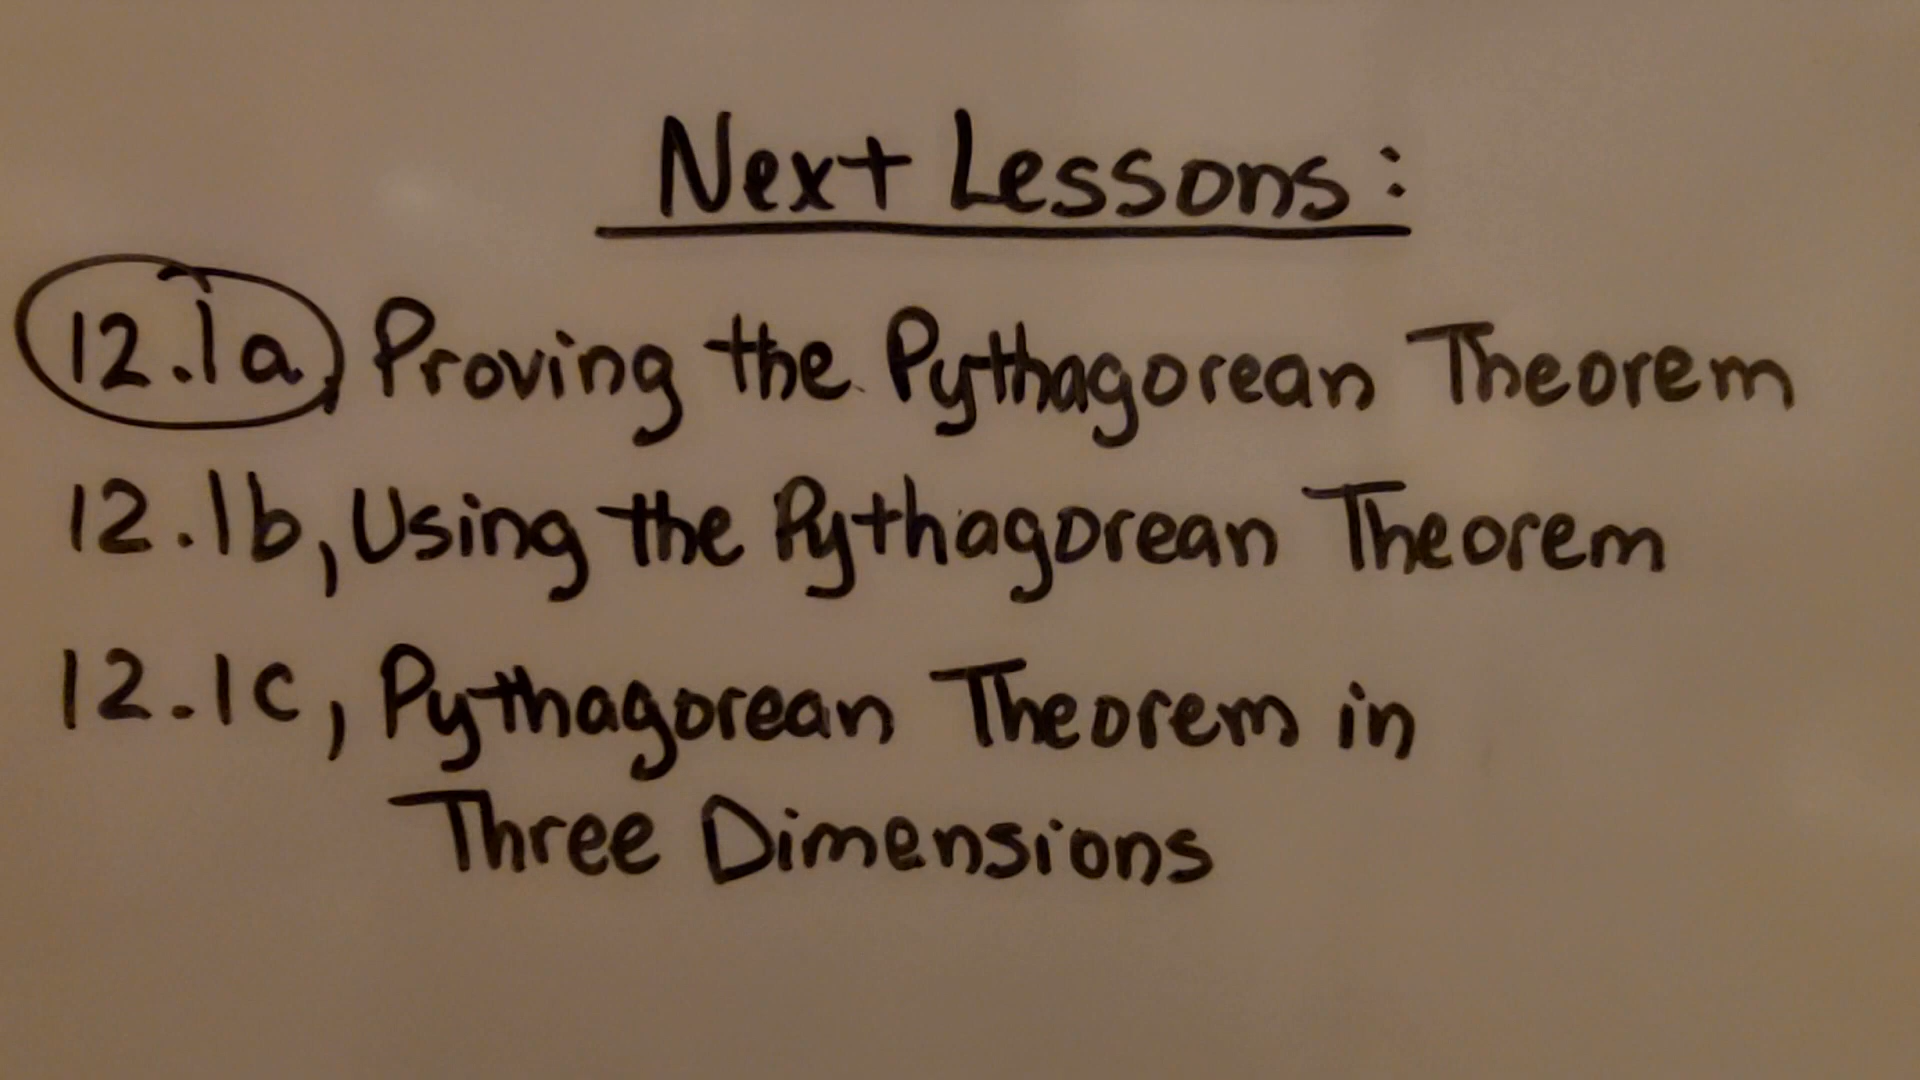 Next Lessons:
12.1a, Proving the Pythagorean Theorem
12.1b, Using the Pythagorean Theorem
12.1c, Pythagorean Theorem in
Three Dimensions